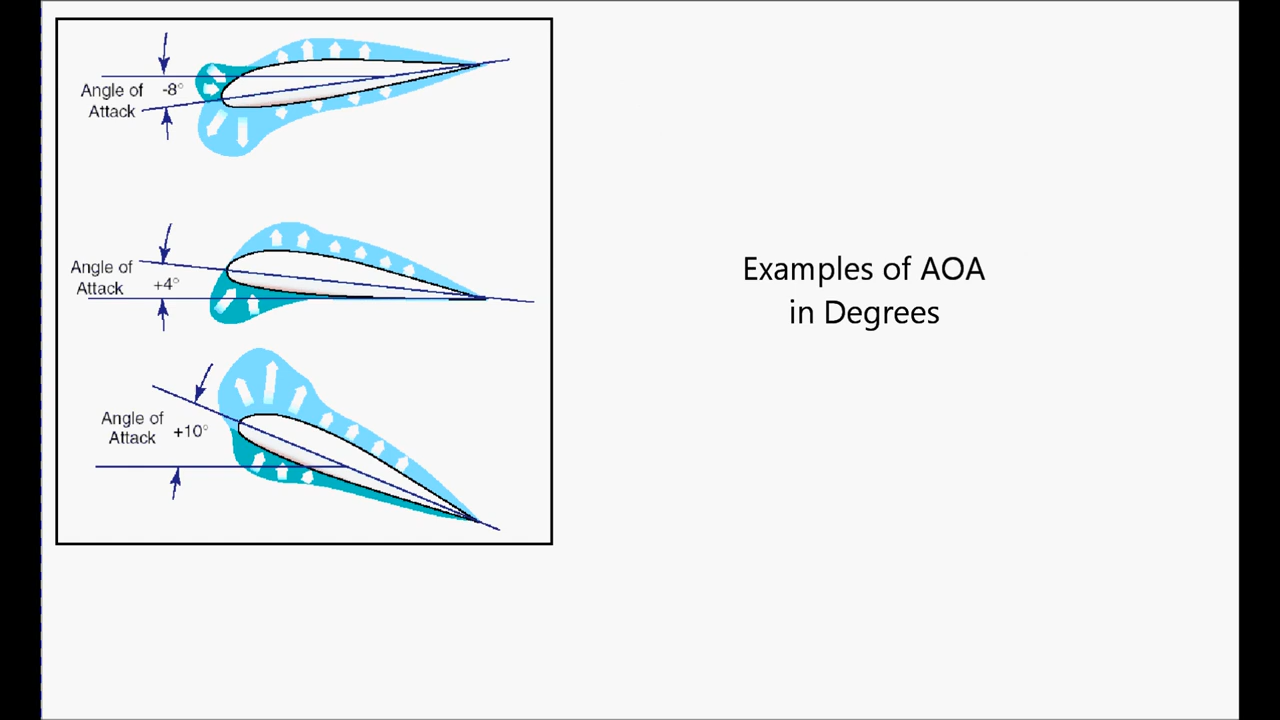 Angle of
Attack
-8°
Angle of
Attack
+4°
Angle of
Attack
+10°
Examples of AOA
in Degrees